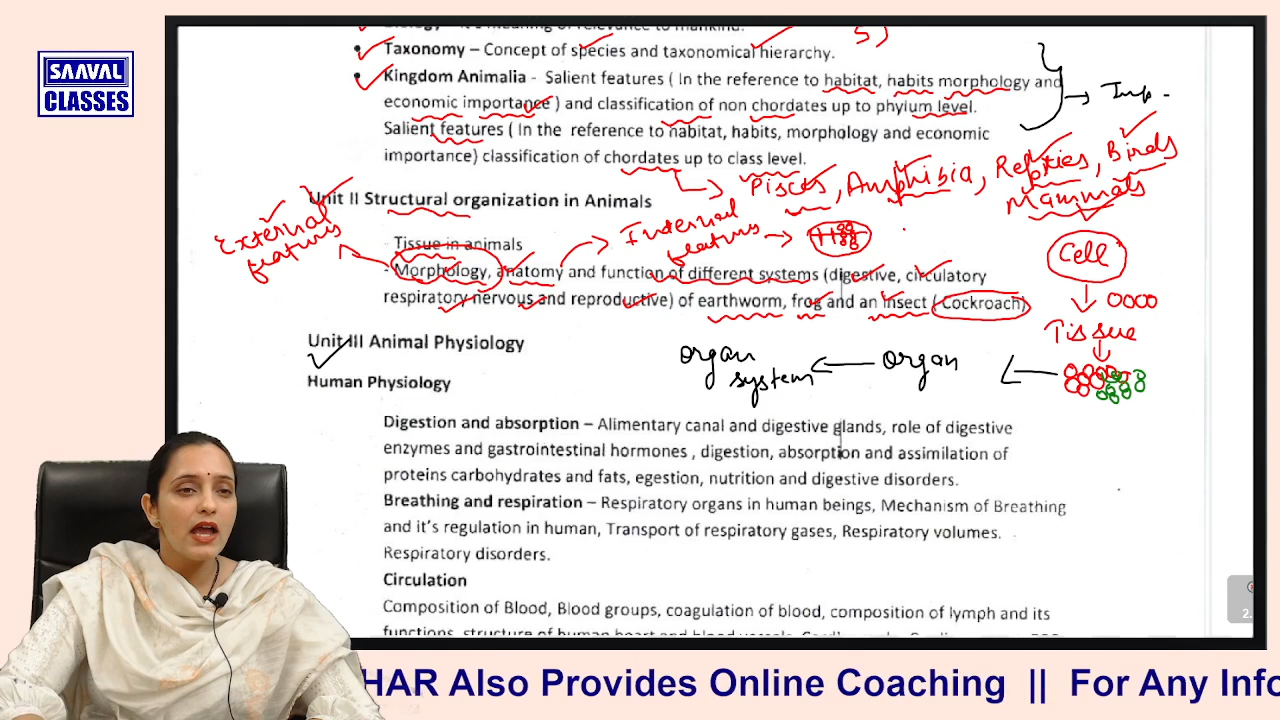 SAAVAL
CLASSES
Taxonomy – Concept of species and taxonomical hierarchy.
5)
Kingdom Animalia - Salient features ( In the reference to habitat, habits morphology and
economic importance ) and classification of non chordates up to phylum level.
→ Imp.
Salient features ( In the reference to habitat, habits, morphology and economic
importance) classification of chordates up to class level.
Pisces, Amphibia, Reptiles, Birds
Mammals
Unit II Structural organization in Animals
External
feature
Internal
feature →
Tissue in animals
- Morphology, anatomy and function of different systems (digestive, circulatory
respiratory nervous and reproductive) of earthworm, frog and an insect ( Cockroach)
Cell
Tissue
organ
organ
system
Unit III Animal Physiology
Human Physiology
Digestion and absorption – Alimentary canal and digestive glands, role of digestive
enzymes and gastrointestinal hormones , digestion, absorption and assimilation of
proteins carbohydrates and fats, egestion, nutrition and digestive disorders.
Breathing and respiration – Respiratory organs in human beings, Mechanism of Breathing
and it's regulation in human, Transport of respiratory gases, Respiratory volumes.
Respiratory disorders.
Circulation
Composition of Blood, Blood groups, coagulation of blood, composition of lymph and its
HAR Also Provides Online Coaching || For Any Info